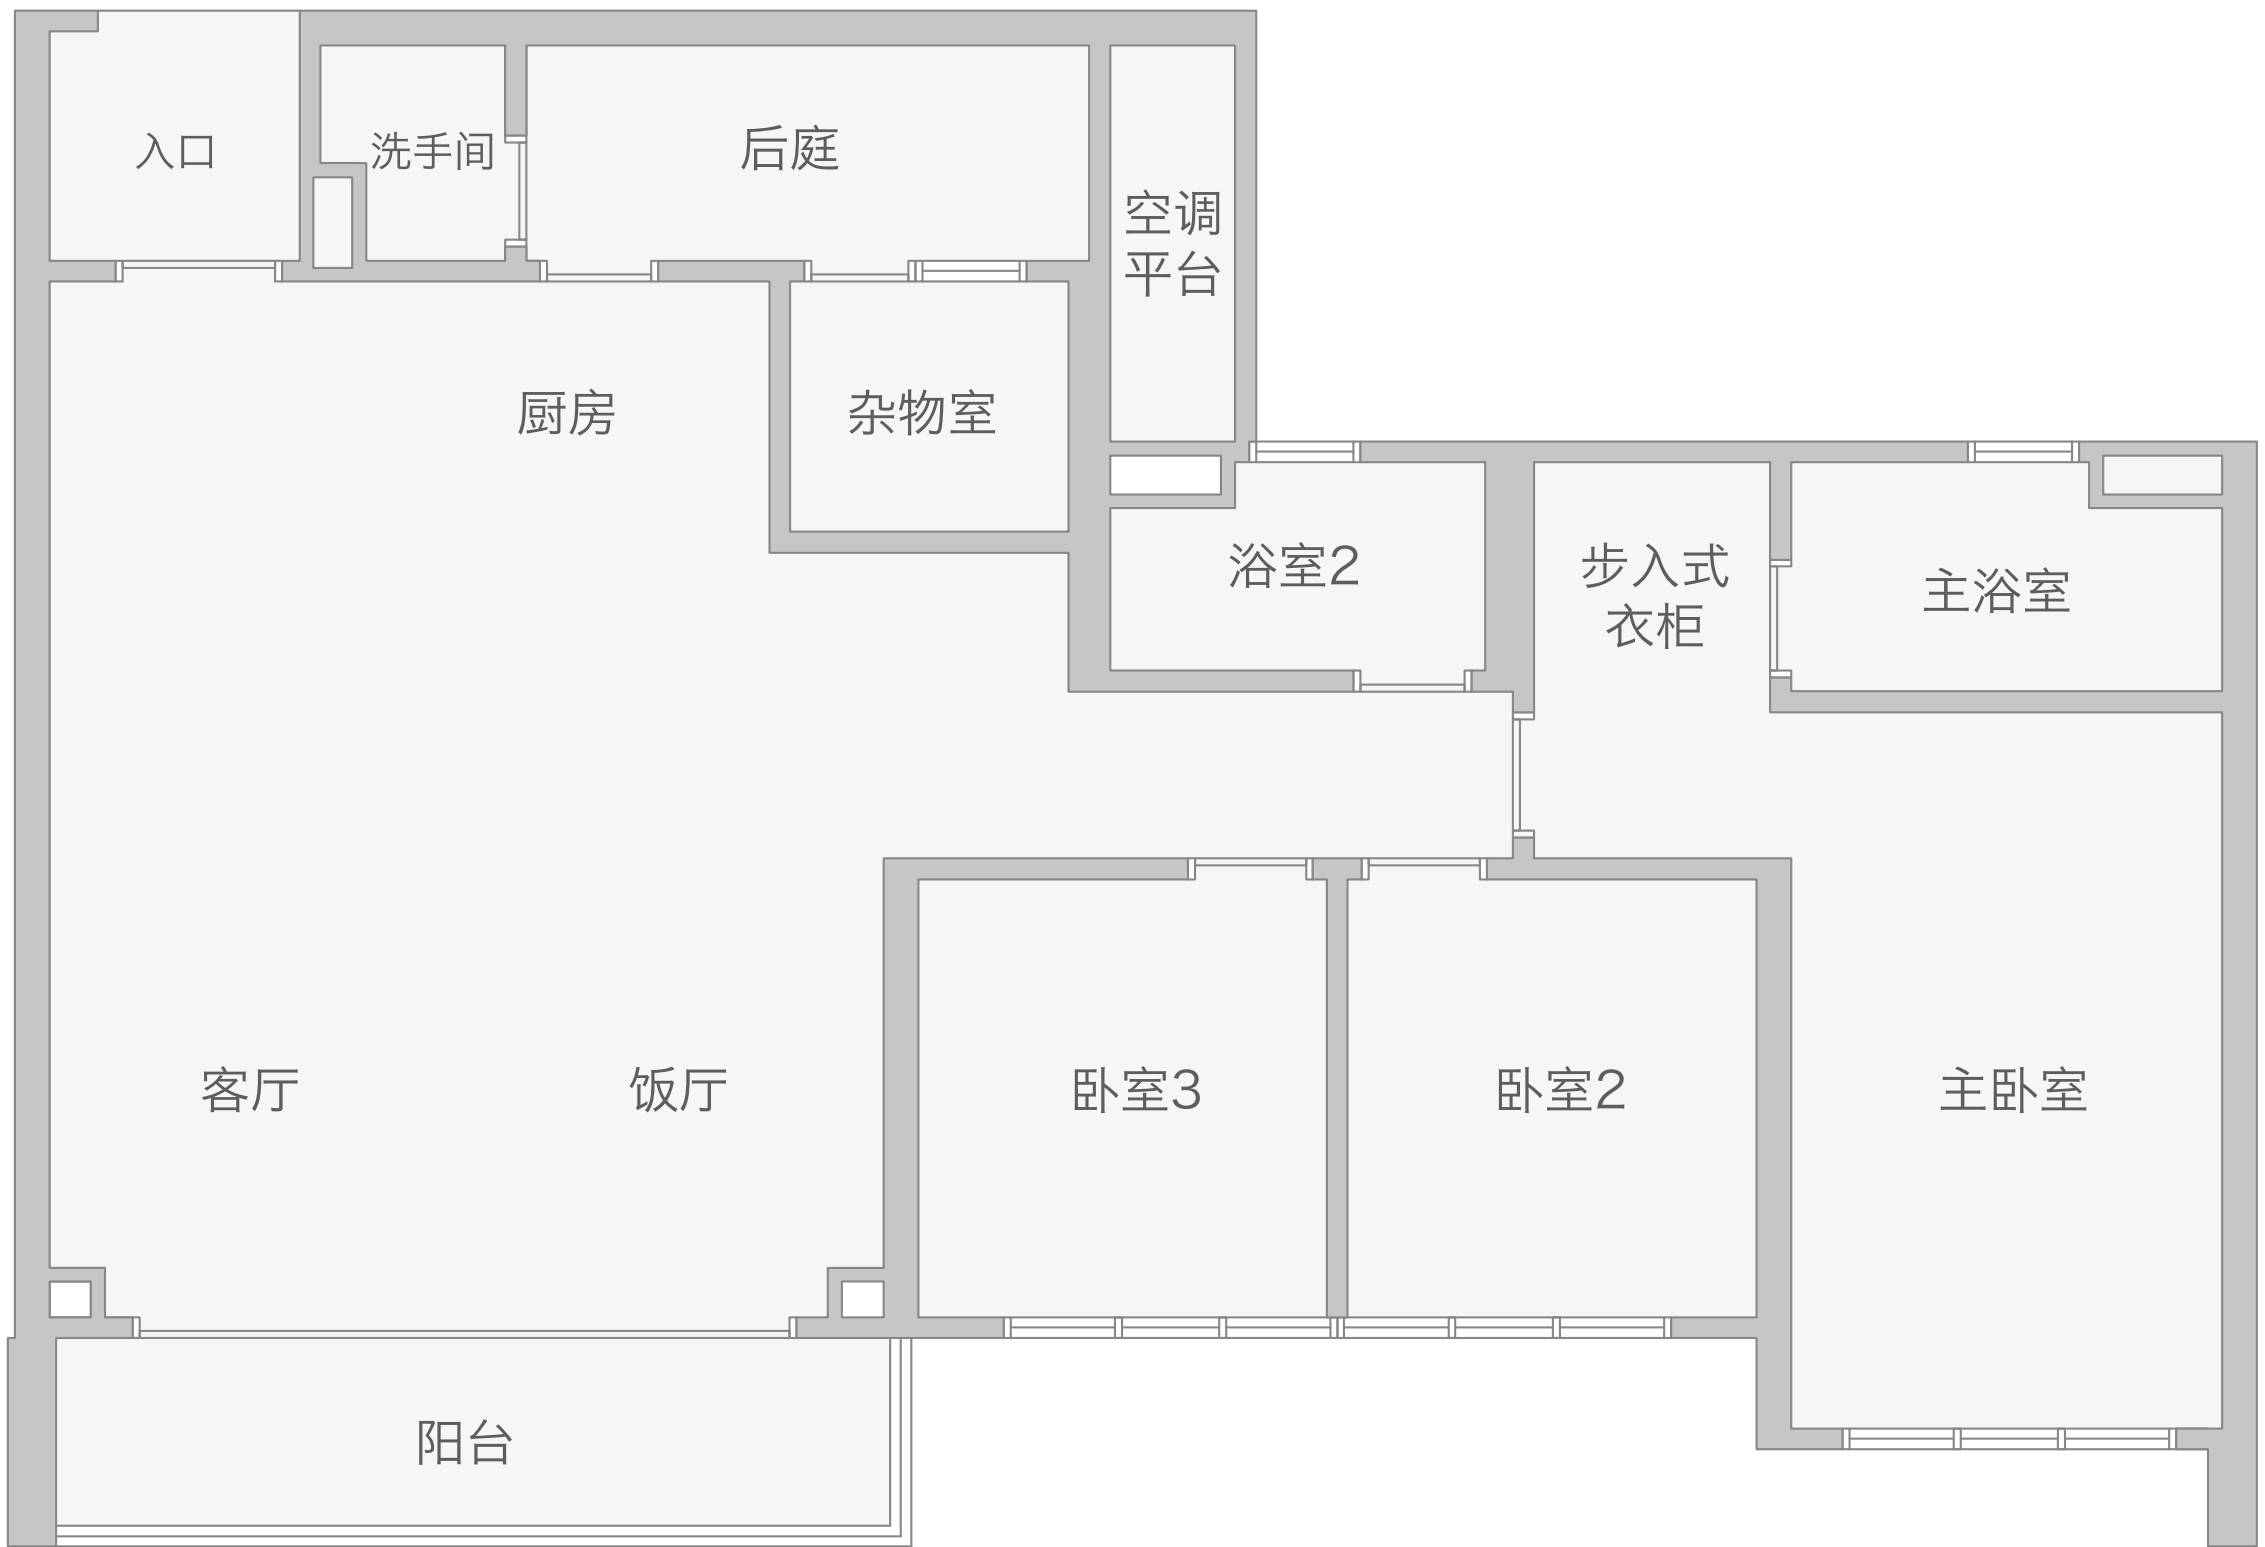 入口
洗手间
后庭
空调
平台
厨房
杂物室
浴室2
步入式
衣柜
主浴室
客厅
饭厅
卧室3
卧室2
主卧室
阳台